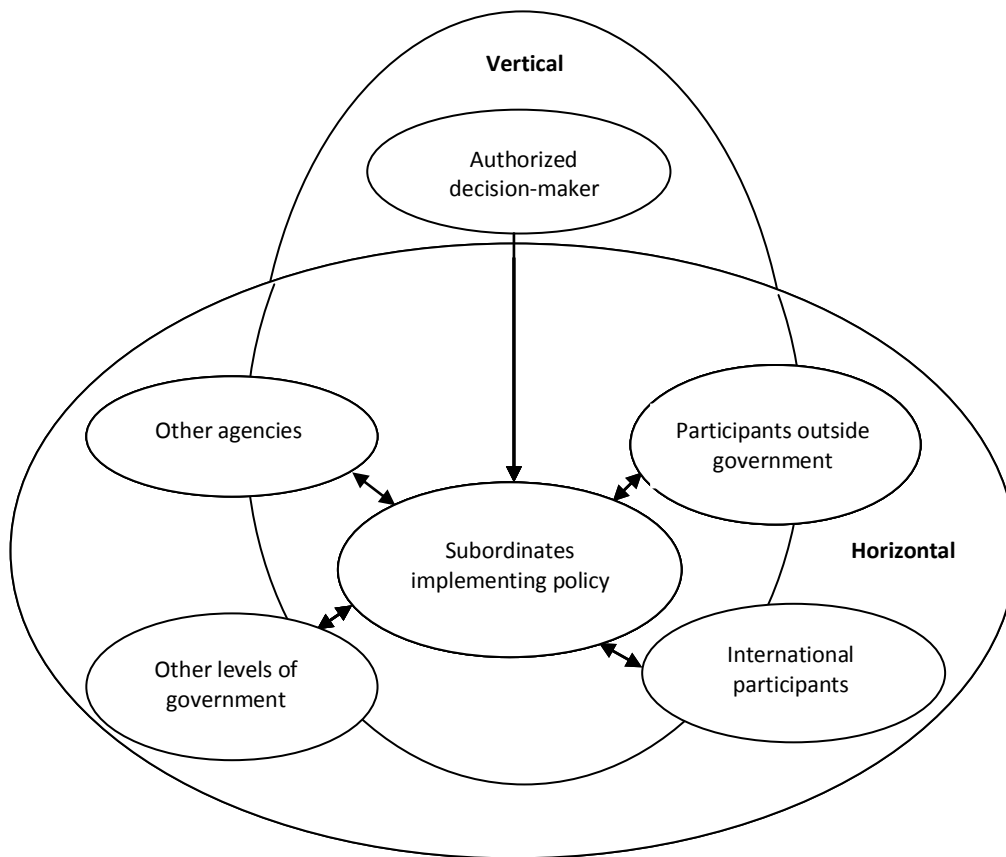 Vertical
Authorized
decision-maker
Other agencies
Participants outside
government
Subordinates
implementing policy
Horizontal
Other levels of
government
International
participants